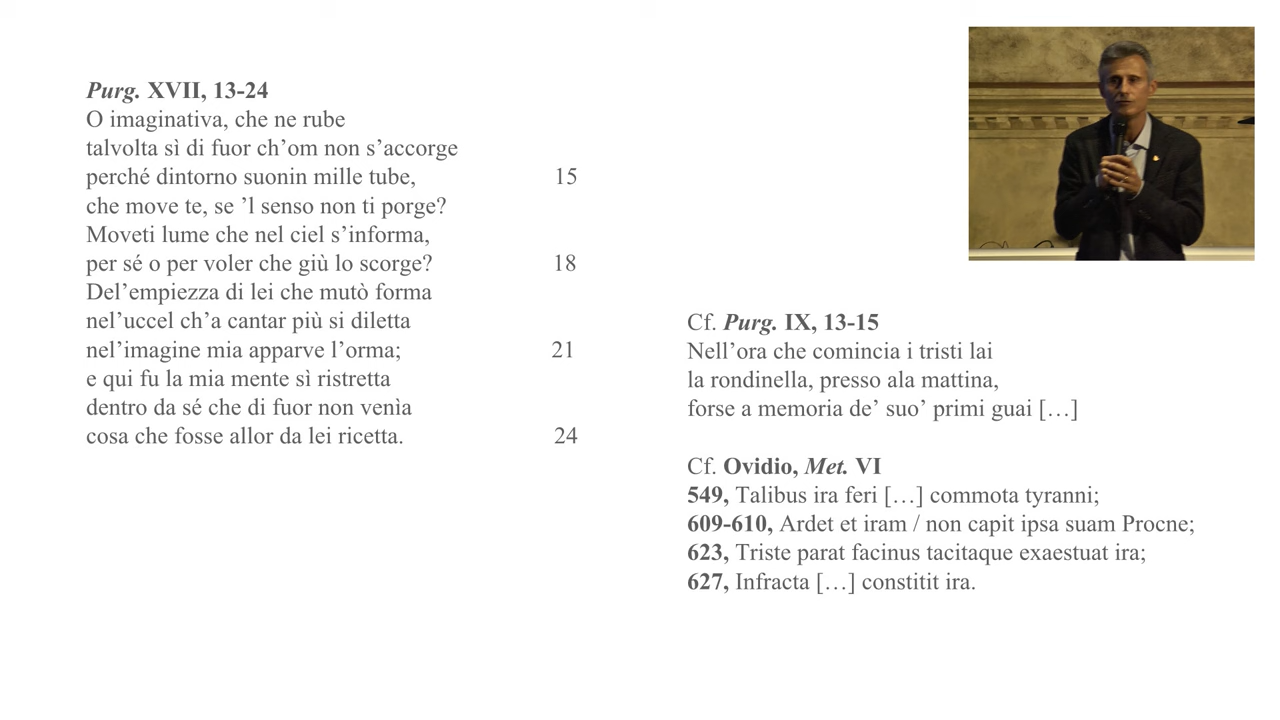 Purg. XVII, 13-24
O imaginativa, che ne rube
talvolta sì di fuor ch’om non s’accorge
perché dintorno suonin mille tube, 15
che move te, se ’l senso non ti porge?
Moveti lume che nel ciel s’informa,
per sé o per voler che giù lo scorge? 18
Del’empiezza di lei che mutò forma
nel’uccel ch’a cantar più si diletta
nel’imagine mia apparve l’orma; 21
e qui fu la mia mente sì ristretta
dentro da sé che di fuor non venìa
cosa che fosse allor da lei ricetta. 24
Cf. Purg. IX, 13-15
Nell’ora che comincia i tristi lai
la rondinella, presso ala mattina,
forse a memoria de’ suo’ primi guai […]
Cf. Ovidio, Met. VI
549, Talibus ira feri […] commota tyranni;
609-610, Ardet et iram / non capit ipsa suam Procne;
623, Triste parat facinus tacitaque exaestuat ira;
627, Infracta […] constitit ira.